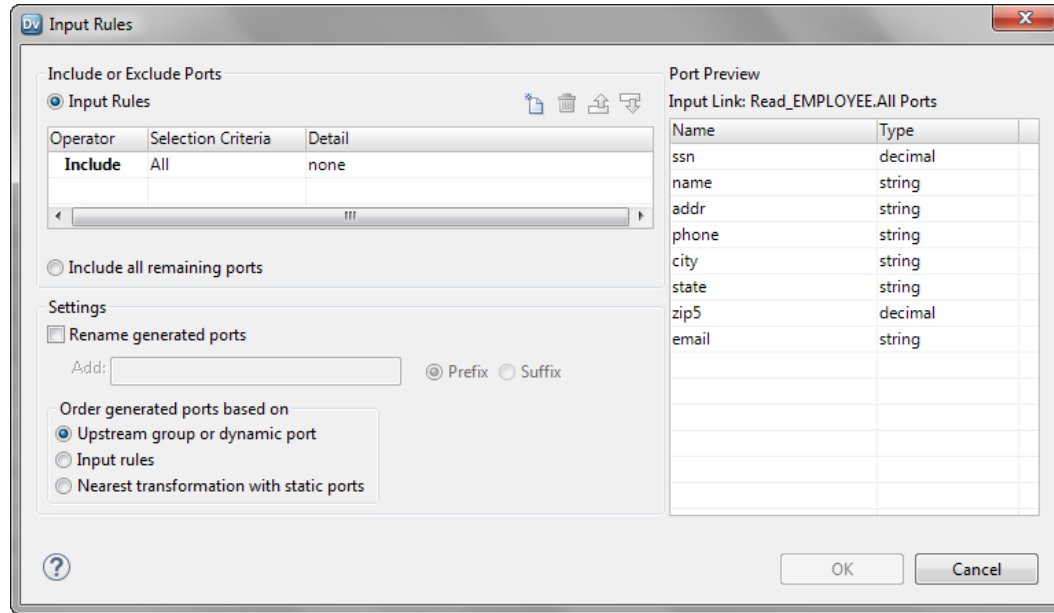 Dv Input Rules
Include or Exclude Ports
Input Rules
Operator Selection Criteria Detail
Include All none
Include all remaining ports
Settings
Rename generated ports
Add:
Prefix Suffix
Order generated ports based on
Upstream group or dynamic port
Input rules
Nearest transformation with static ports
Port Preview
Input Link: Read_EMPLOYEE.All Ports
Name Type
ssn decimal
name string
addr string
phone string
city string
state string
zip5 decimal
email string
?
OK Cancel